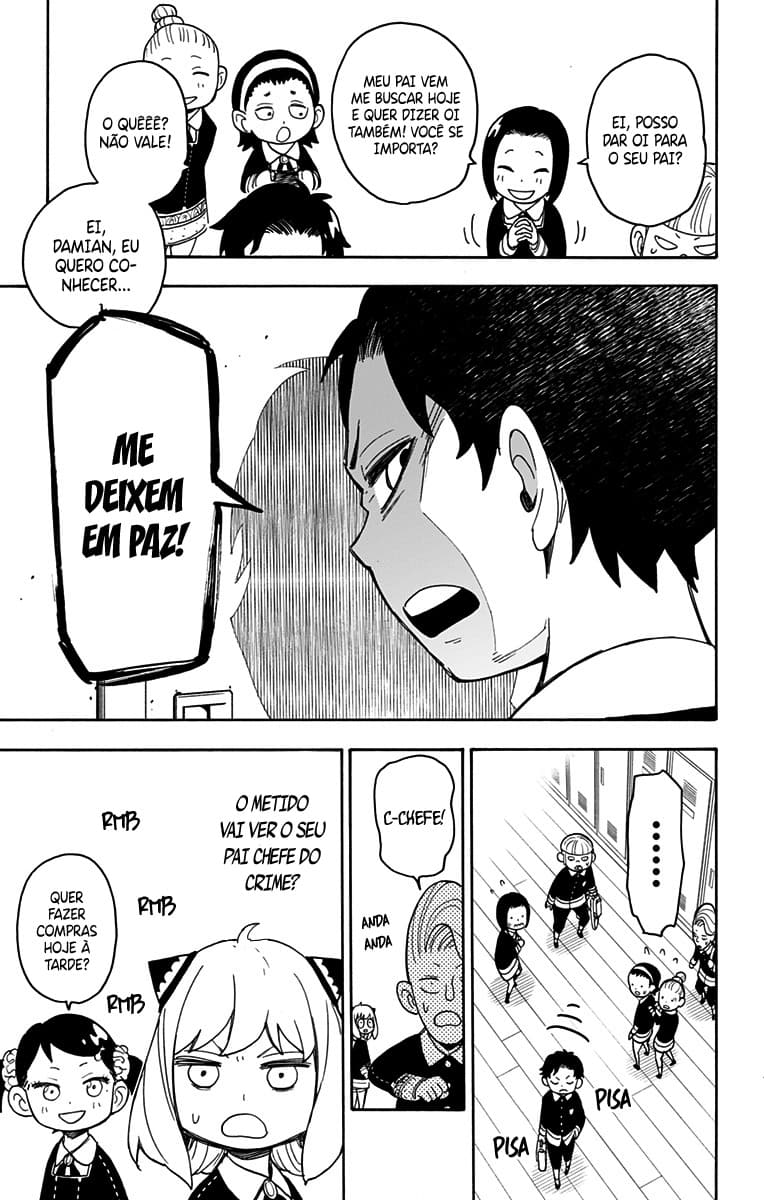 EI, POSSO
DAR OI PARA
O SEU PAI?
MEU PAI VEM
ME BUSCAR HOJE
E QUER DIZER OI
TAMBÉM! VOCÊ SE
IMPORTA?
O QUÊÊÊ?
NÃO VALE!
EI,
DAMIAN, EU
QUERO CO-
NHECER...
ME
DEIXEM
EM PAZ!
......
PISA
PISA
C-CHEFE!
ANDA
ANDA
O METIDO
VAI VER O SEU
PAI CHEFE DO
CRIME?
RMB
RMB
RMB
QUER
FAZER
COMPRAS
HOJE À
TARDE?